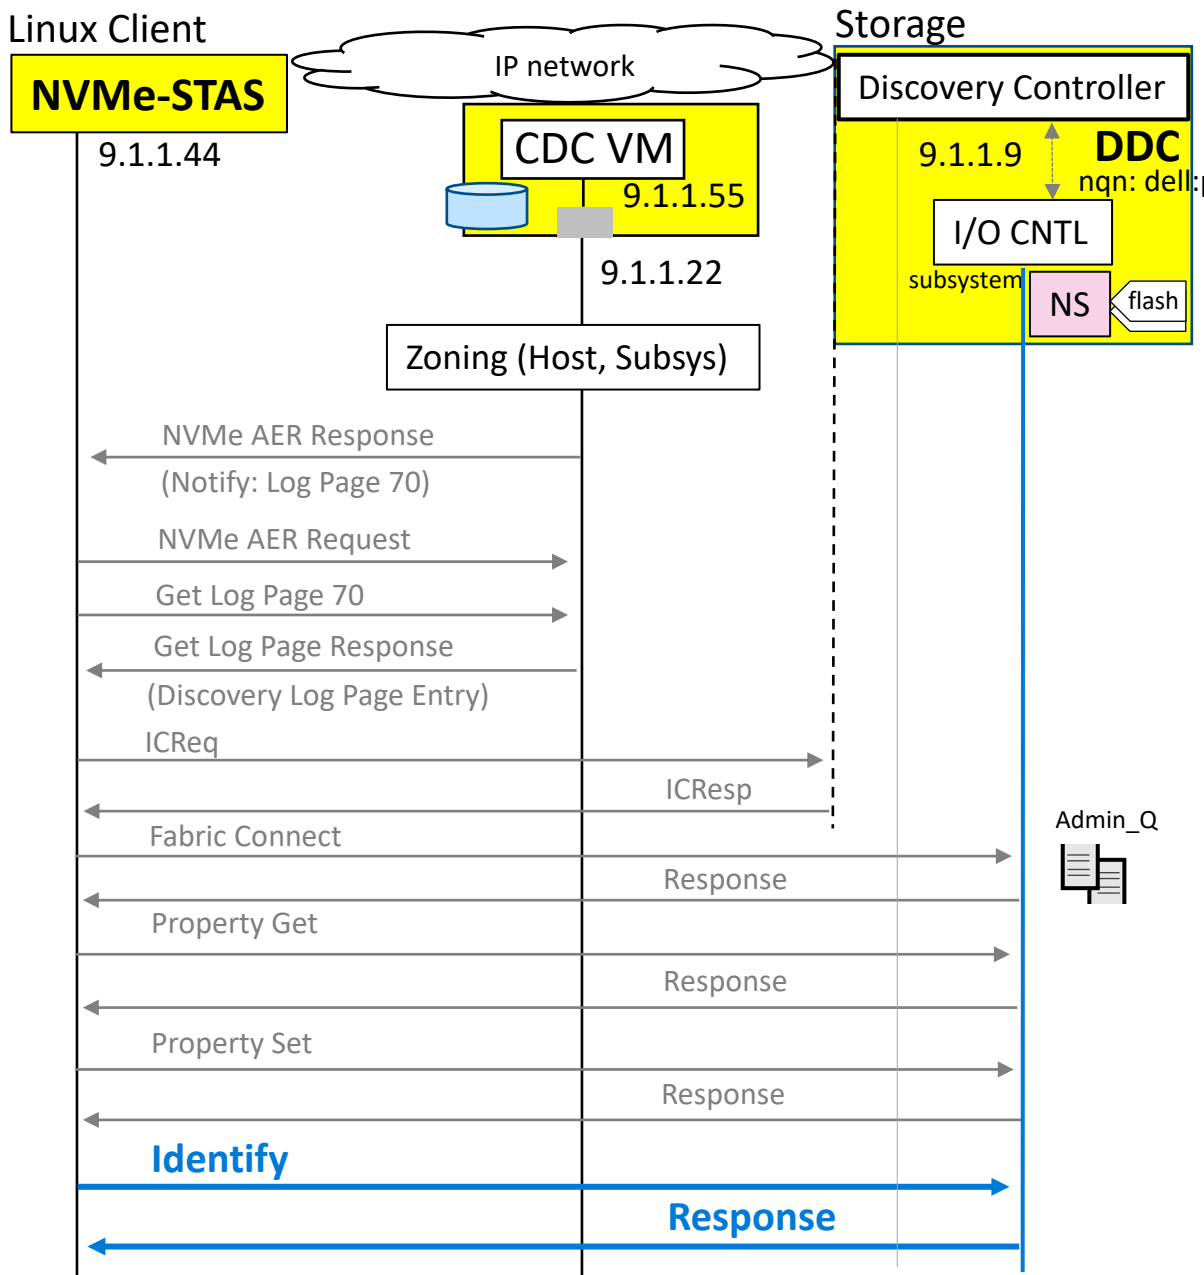 Linux Client
Storage
NVMe-STAS
IP network
Discovery Controller
9.1.1.44
CDC VM
9.1.1.55
9.1.1.9
DDC
nqn: dell:p
I/O CNTL
9.1.1.22
subsystem
NS
flash
Zoning (Host, Subsys)
NVMe AER Response
(Notify: Log Page 70)
NVMe AER Request
Get Log Page 70
Get Log Page Response
(Discovery Log Page Entry)
ICReq
ICResp
Fabric Connect
Admin_Q
Response
Property Get
Response
Property Set
Response
Identify
Response